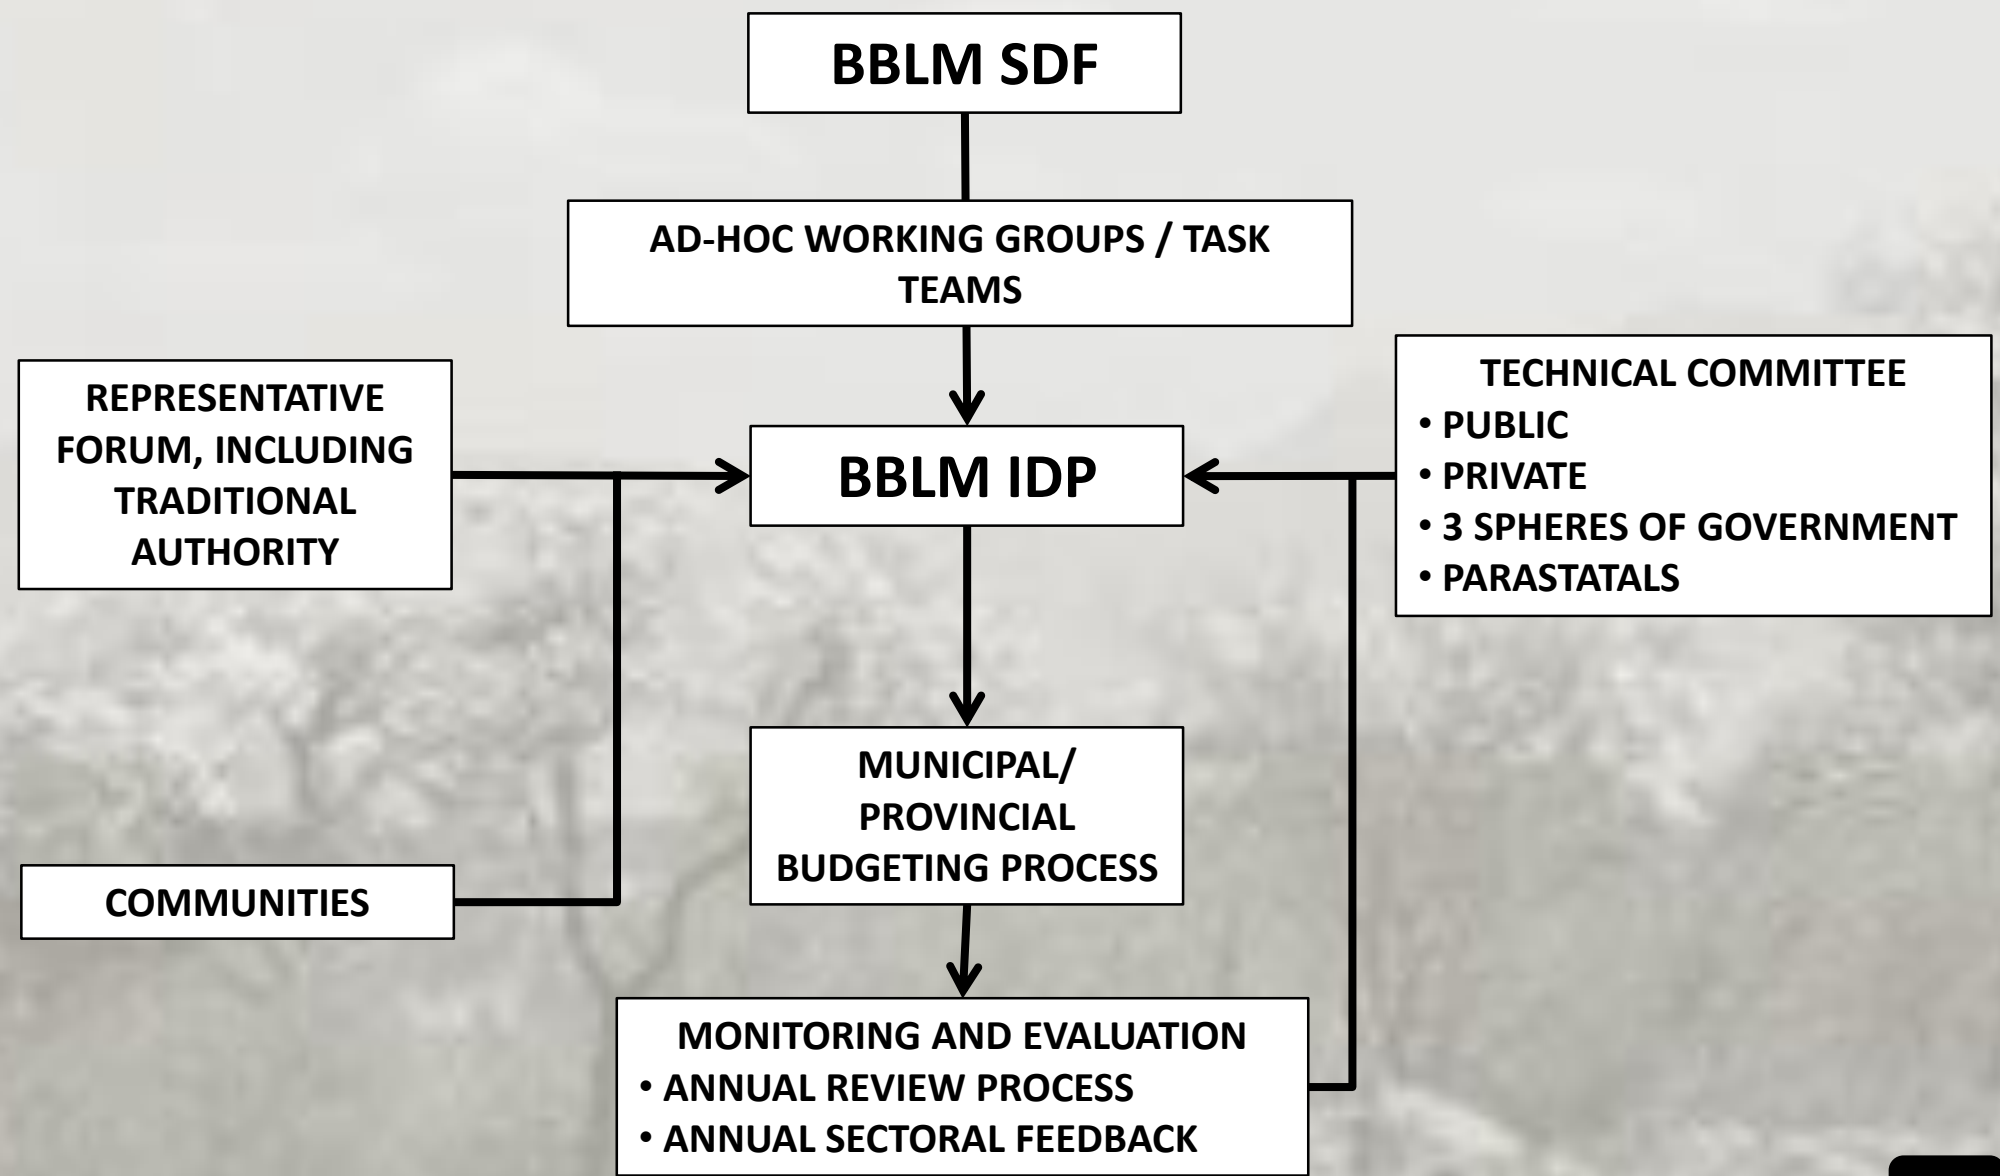 BBLM SDF
AD-HOC WORKING GROUPS / TASK
TEAMS
REPRESENTATIVE
FORUM, INCLUDING
TRADITIONAL
AUTHORITY
BBLM IDP
TECHNICAL COMMITTEE
• PUBLIC
• PRIVATE
• 3 SPHERES OF GOVERNMENT
• PARASTATALS
MUNICIPAL/
PROVINCIAL
BUDGETING PROCESS
COMMUNITIES
MONITORING AND EVALUATION
• ANNUAL REVIEW PROCESS
• ANNUAL SECTORAL FEEDBACK